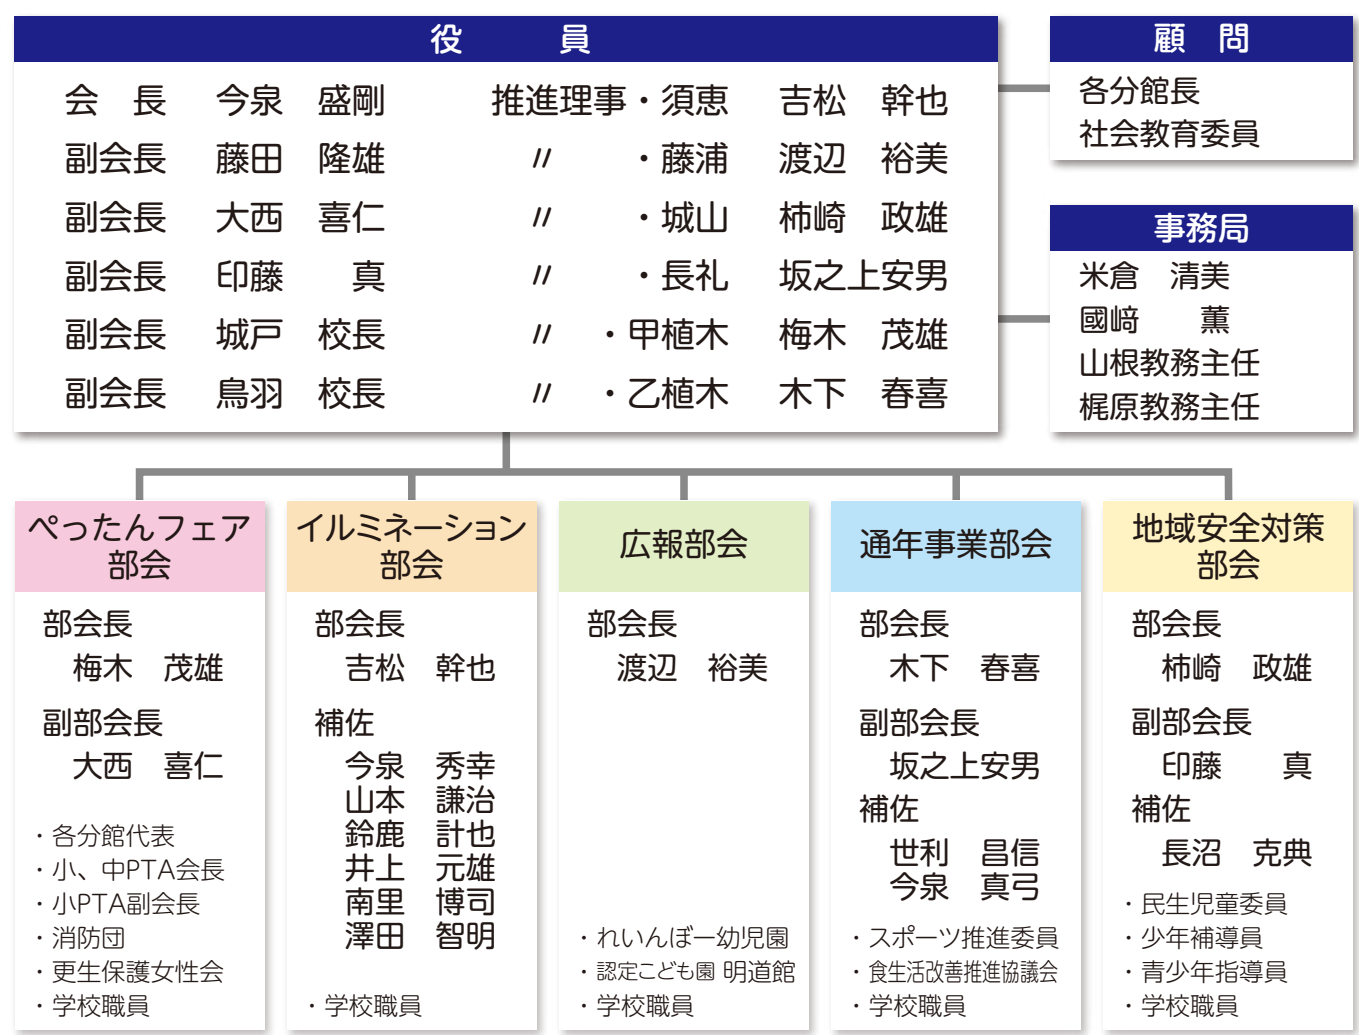 役　員
会　長　今泉　盛剛　推進理事・須恵　吉松　幹也
副会長　藤田　隆雄　〃　・藤浦　渡辺　裕美
副会長　大西　喜仁　〃　・城山　柿崎　政雄
副会長　印藤　真　〃　・長礼　坂之上安男
副会長　城戸　校長　〃　・甲植木　梅木　茂雄
副会長　鳥羽　校長　〃　・乙植木　木下　春喜
顧　問
各分館長
社会教育委員
事務局
米倉　清美
國﨑　薫
山根教務主任
梶原教務主任
ぺったんフェア
部会
部会長
梅木　茂雄
副部会長
大西　喜仁
・各分館代表
・小、中PTA会長
・小PTA副会長
・消防団
・更生保護女性会
・学校職員
イルミネーション
部会
部会長
吉松　幹也
補佐
今泉　秀幸
山本　謙治
鈴鹿　計也
井上　元雄
南里　博司
澤田　智明
・学校職員
広報部会
部会長
渡辺　裕美
・れいんぼー幼児園
・認定こども園 明道館
・学校職員
通年事業部会
部会長
木下　春喜
副部会長
坂之上安男
補佐
世利　昌信
今泉　真弓
・スポーツ推進委員
・食生活改善推進協議会
・学校職員
地域安全対策
部会
部会長
柿崎　政雄
副部会長
印藤　真
補佐
長沼　克典
・民生児童委員
・少年補導員
・青少年指導員
・学校職員